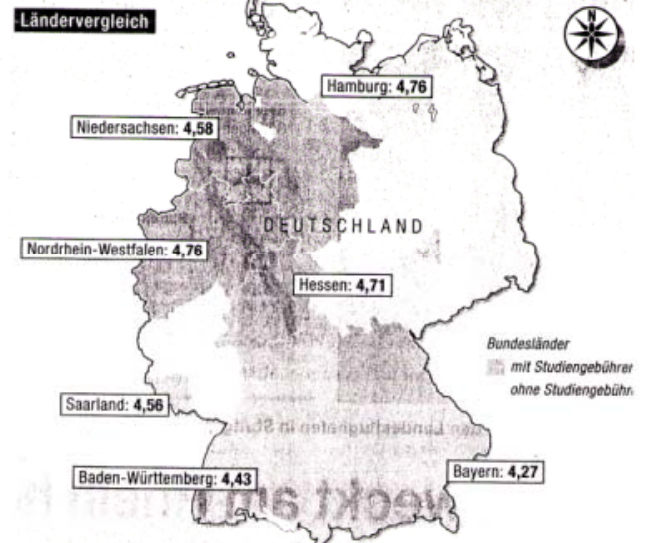 Ländervergleich
N
Hamburg: 4,76
Niedersachsen: 4,58
DEUTSCHLAND
Nordrhein-Westfalen: 4,76
Hessen: 4,71
Bundesländer
mit Studiengebührer
ohne Studiengebühr
Saarland: 4,56
Baden-Württemberg: 4,43
Bayern: 4,27